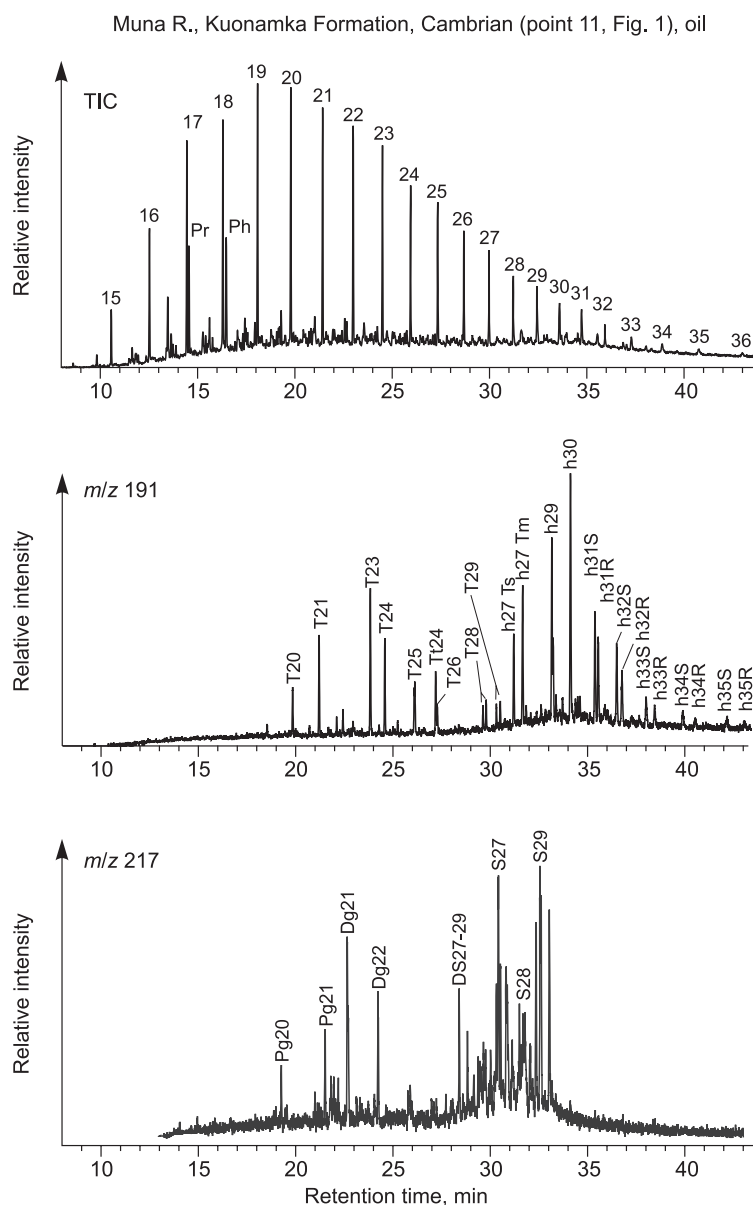 Muna R., Kuonamka Formation, Cambrian (point 11, Fig. 1), oil
Relative intensity
TIC
15
16
17
Pr
18
Ph
19
20
21
22
23
24
25
26
27
28
29
30
31
32
33
34
35
36
10 15 20 25 30 35 40
Relative intensity
m/z 191
T20
T21
T23
T24
T25
Tt24
T26
T28
T29
h27 Ts
h27 Tm
h29
h30
h31S
h31R
h32S
h32R
h33S
h33R
h34S
h34R
h35S
h35R
10 15 20 25 30 35 40
Relative intensity
m/z 217
Pg20
Pg21
Dg21
Dg22
DS27-29
S27
S28
S29
10 15 20 25 30 35 40
Retention time, min